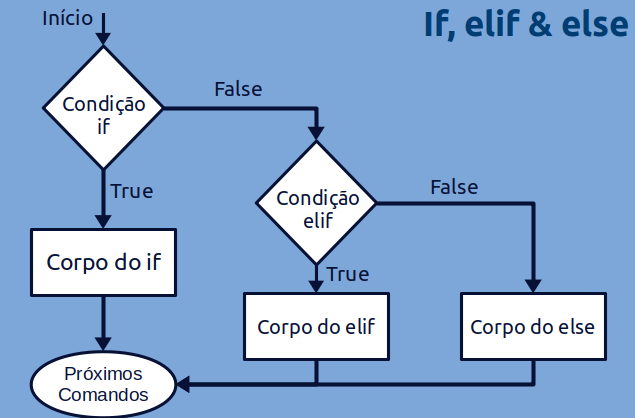 If, elif & else
Início
Condição
if
False
True
Condição
elif
False
True
Corpo do if
Corpo do elif
Corpo do else
Próximos
Comandos